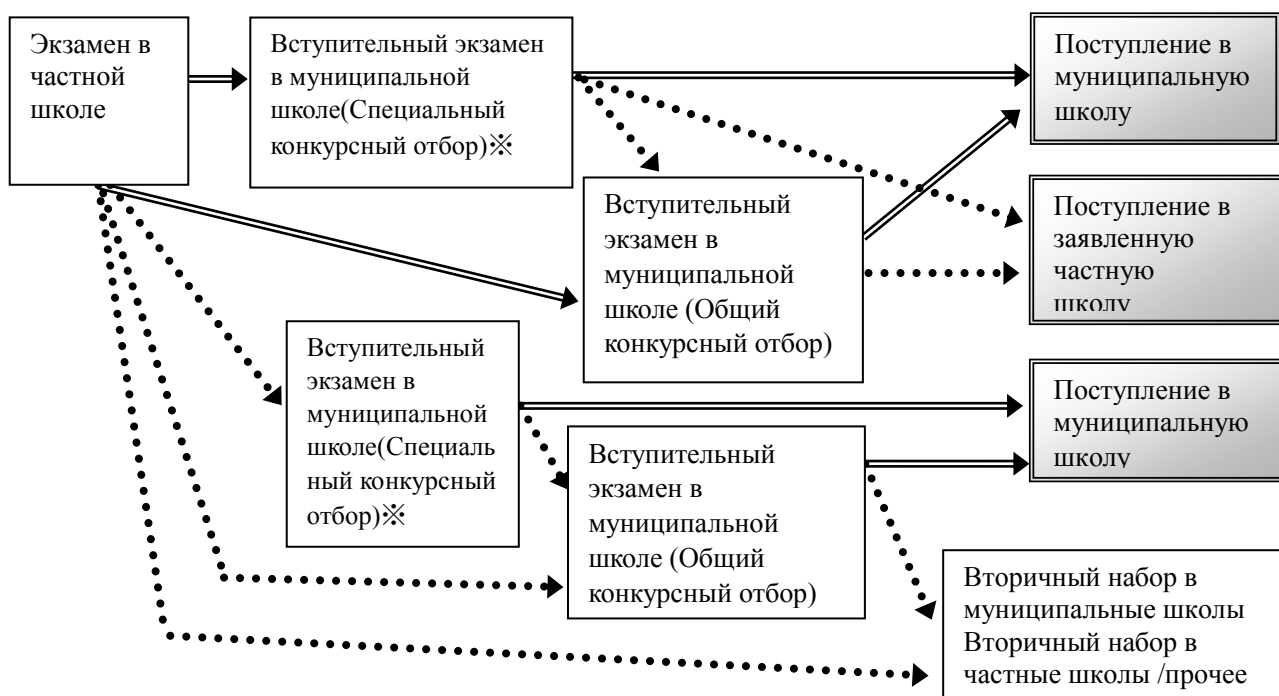 Экзамен в
частной
школе
Вступительный экзамен
в муниципальной
школе(Специальный
конкурсный отбор)※
Поступление в
муниципальную
школу
Вступительный
экзамен в
муниципальной
школе (Общий
конкурсный отбор)
Поступление в
заявленную
частную
школу
Вступительный
экзамен в
муниципальной
школе(Специаль
ный конкурсный
отбор)※
Поступление в
муниципальную
школу
Вступительный
экзамен в
муниципальной
школе (Общий
конкурсный отбор)
Вторичный набор в
муниципальные школы
Вторичный набор в
частные школы /прочее